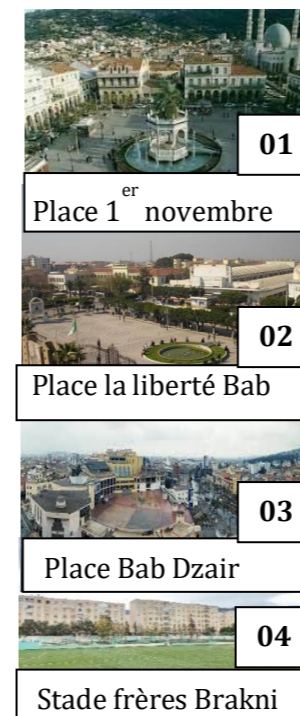 01
Place 1er novembre
02
Place la liberté Bab
03
Place Bab Dzair
04
Stade frères Brakni